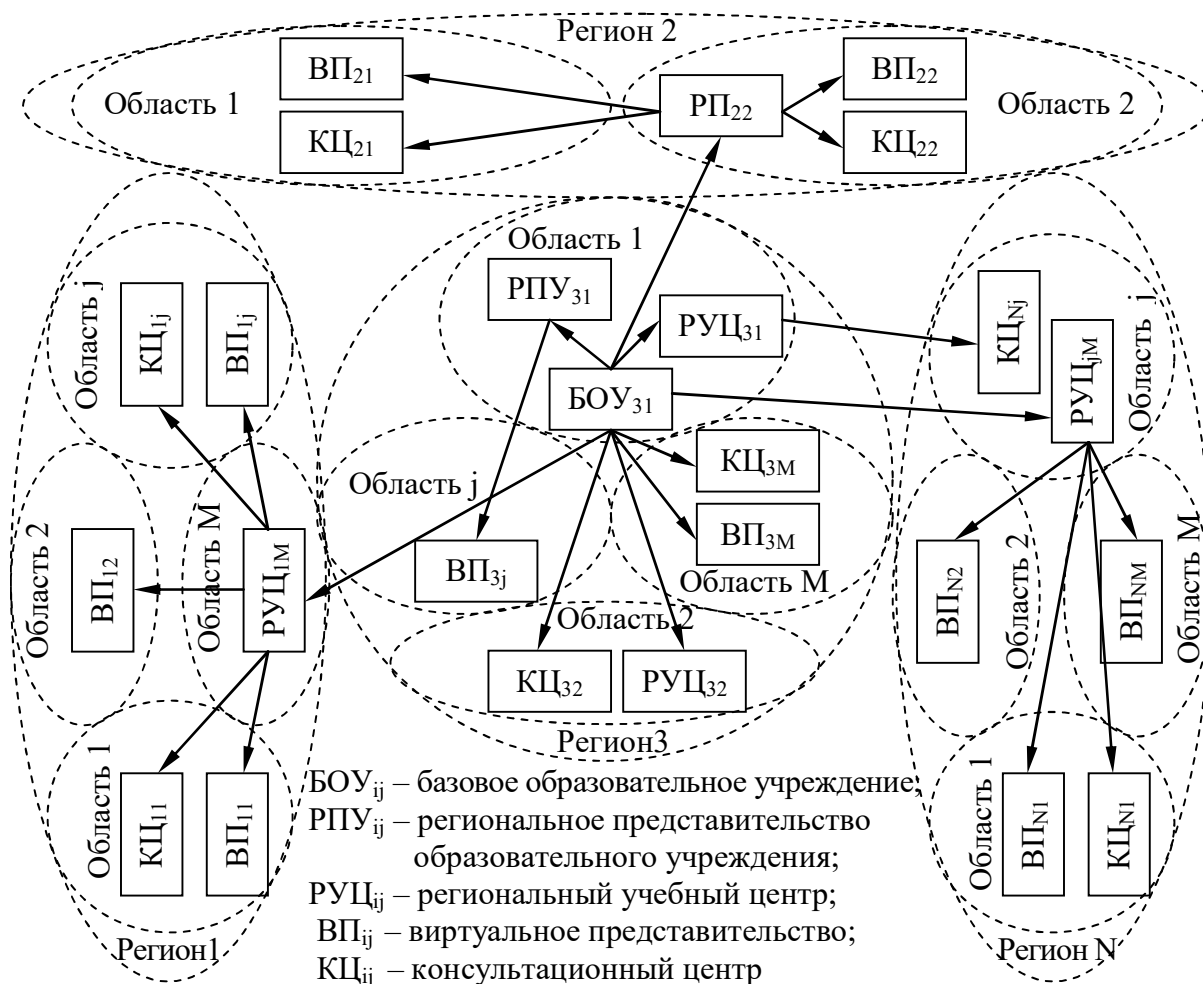 Регион 2
ВП21
ВП22
Область 1
РП22
Область 2
КЦ21
КЦ22
Область 1
РПУ31
РУЦ31
БОУ31
Область j
КЦ3M
ВП3M
ВП3j
Область M
Область 2
КЦ32
РУЦ32
Регион3
Область j
КЦ1j
ВП1j
Область 2
ВП12
Область M
РУЦ1M
Область 1
КЦ11
ВП11
Регион1
КЦNj
РУЦjM
Область j
ВПN2
Область 2
ВПNM
Область M
Область 1
ВПN1
КЦN1
Регион N
БОУij – базовое образовательное учреждение;
РПУij – региональное представительство
образовательного учреждения;
РУЦij – региональный учебный центр;
ВПij – виртуальное представительство;
КЦij – консультационный центр